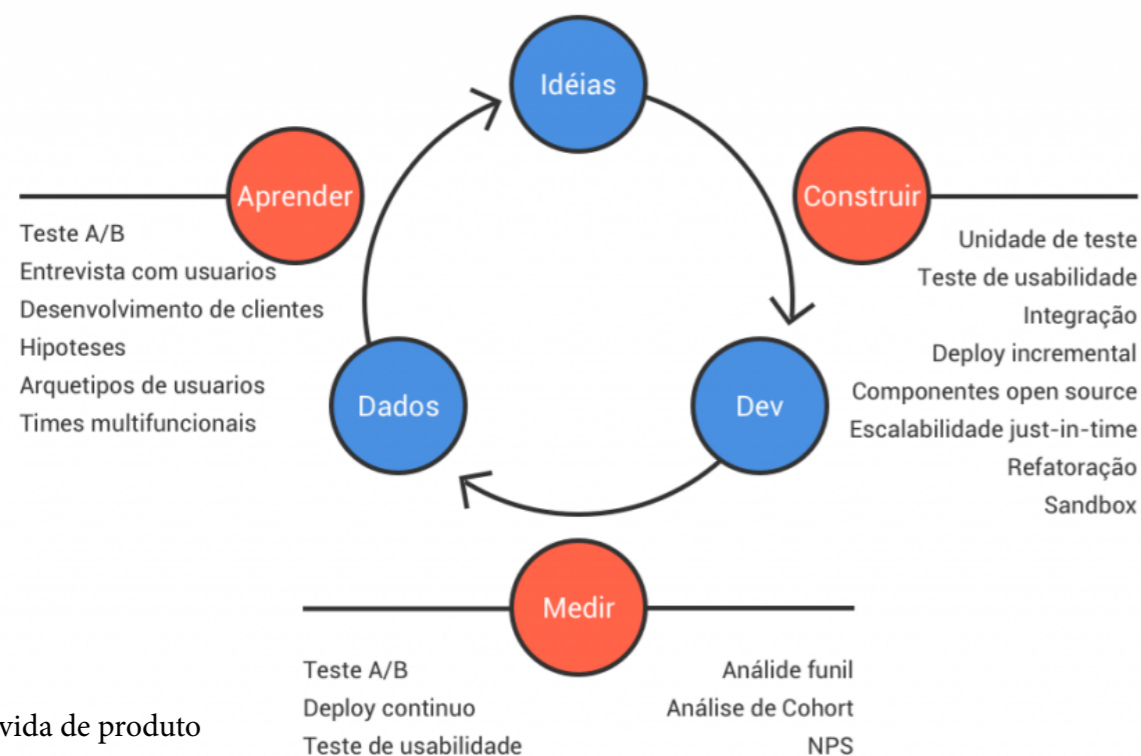 Idéias
Aprender
Teste A/B
Entrevista com usuarios
Desenvolvimento de clientes
Hipoteses
Arquetipos de usuarios
Times multifuncionais
Construir
Unidade de teste
Teste de usabilidade
Integração
Deploy incremental
Componentes open source
Escalabilidade just-in-time
Refatoração
Sandbox
Dados
Dev
Medir
Teste A/B
Deploy continuo
Teste de usabilidade
Análide funil
Análise de Cohort
NPS
vida de produto